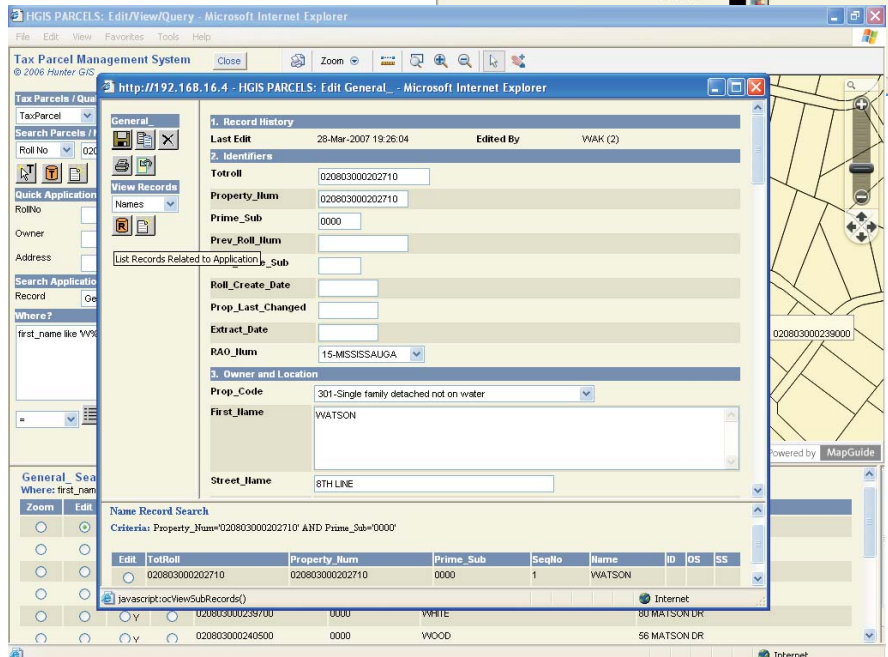 HGIS PARCELS: Edit/View/Query - Microsoft Internet Explorer
File Edit View Favorites Tools Help
Tax Parcel Management System Close Zoom
© 2006 Hunter GIS
http://192.168.16.4 - HGIS PARCELS: Edit General_ - Microsoft Internet Explorer
Tax Parcels /
TaxParcel
Search Parcels /
Roll No
Quick Application
RollNo
Owner
Address
Search Applicatio
Record Ge
Where?
first_name like 'W%
=
General_
View Records
Names
List Records Related to Application
1. Record History
Last Edit 28-Mar-2007 19:26:04 Edited By WAK (2)
2. Identifiers
Totroll 020803000202710
Property_Num 020803000202710
Prime_Sub 0000
Prev_Roll_Num
e_Sub
Roll_Create_Date
Prop_Last_Changed
Extract_Date
RAO_Num 15-MISSISSAUGA
3. Owner and Location
Prop_Code 301-Single family detached not on water
First_Name WATSON
Street_Name 8TH LINE
020803000239000
Powered by MapGuide
General_ Sea
Where: first_nam
Zoom Edit
Name Record Search
Criteria: Property_Num='020803000202710' AND Prime_Sub='0000'
Edit TotRoll Property_Num Prime_Sub SeqNo Name ID OS SS
020803000202710 020803000202710 0000 1 WATSON
javascript:ocViewSubRecords() Internet
Y 020803000239700 0000 WHITE 80 MATSON DR
Y 020803000240500 0000 WOOD 56 MATSON DR
Internet